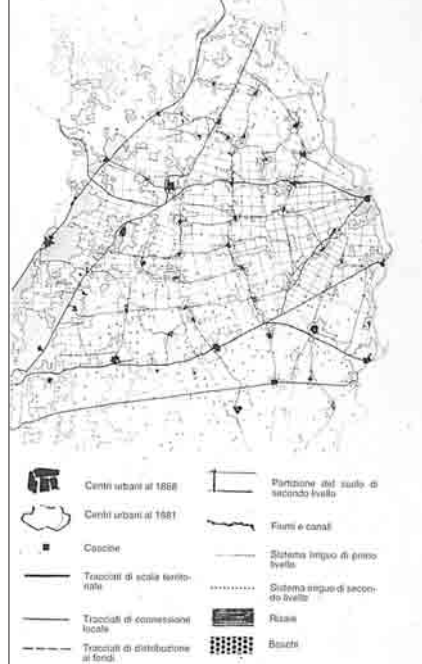 Centri urbani al 1888
Centri urbani al 1981
Cascine
Tracciati di scala territo-
riale
Tracciati di connessione
locale
Tracciati di distribuzione
ai fondi
Partizione del suolo di
secondo livello
Fiumi e canali
Sistema irriguo di primo
livello
Sistema irriguo di secon-
do livello
Risaie
Boschi